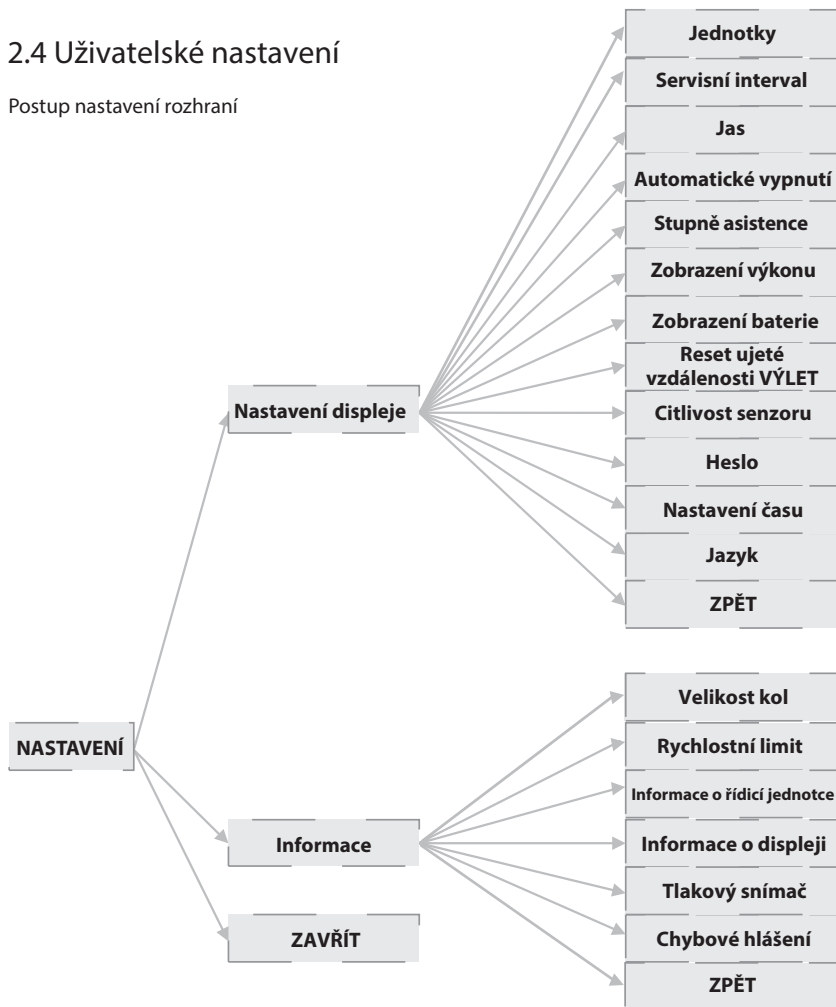 2.4 Uživatelské nastavení
Postup nastavení rozhraní
NASTAVENÍ
Nastavení displeje
Jednotky
Servisní interval
Jas
Automatické vypnutí
Stupně asistence
Zobrazení výkonu
Zobrazení baterie
Reset ujeté
vzdálenosti VÝLET
Citlivost senzoru
Heslo
Nastavení času
Jazyk
ZPĚT
Informace
Velikost kol
Rychlostní limit
Informace o řídicí jednotce
Informace o displeji
Tlakový snímač
Chybové hlášení
ZPĚT
ZAVŘÍT